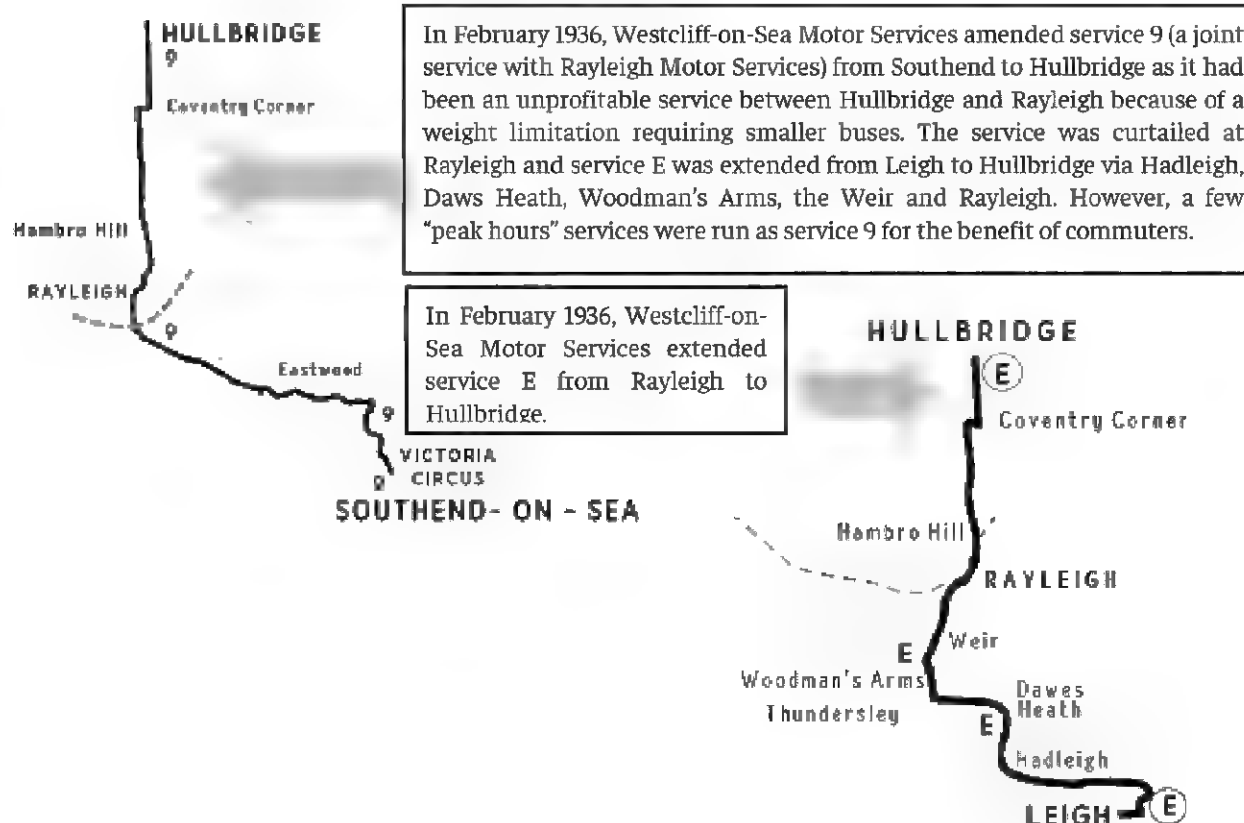 HULLBRIDGE
9
Coventry Corner
Hambro Hill
RAYLEIGH
9
Eastwood
9
VICTORIA
CIRCUS
9
SOUTHEND- ON - SEA
In February 1936, Westcliff-on-Sea Motor Services amended service 9 (a joint
service with Rayleigh Motor Services) from Southend to Hullbridge as it had
been an unprofitable service between Hullbridge and Rayleigh because of a
weight limitation requiring smaller buses. The service was curtailed at
Rayleigh and service E was extended from Leigh to Hullbridge via Hadleigh,
Daws Heath, Woodman's Arms, the Weir and Rayleigh. However, a few
“peak hours” services were run as service 9 for the benefit of commuters.
In February 1936, Westcliff-on-
Sea Motor Services extended
service E from Rayleigh to
Hullbridge.
HULLBRIDGE
E
Coventry Corner
Hambro Hill
RAYLEIGH
Weir
E
Woodman's Arms
Thundersley
Dawes
Heath
E
Hadleigh
LEIGH
E